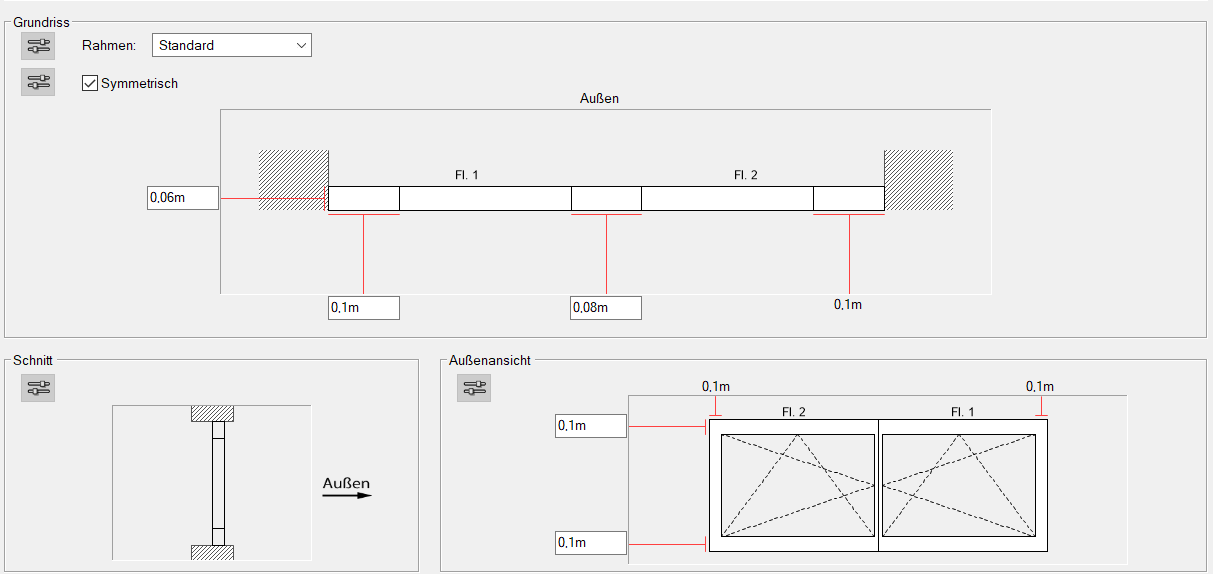 Grundriss
Rahmen: Standard
Symmetrisch
Außen
Fl. 1 Fl. 2
0,06m
0,1m 0,08m 0,1m
Schnitt
Außen
Außenansicht
0,1m 0,1m
Fl. 2 Fl. 1
0,1m
0,1m